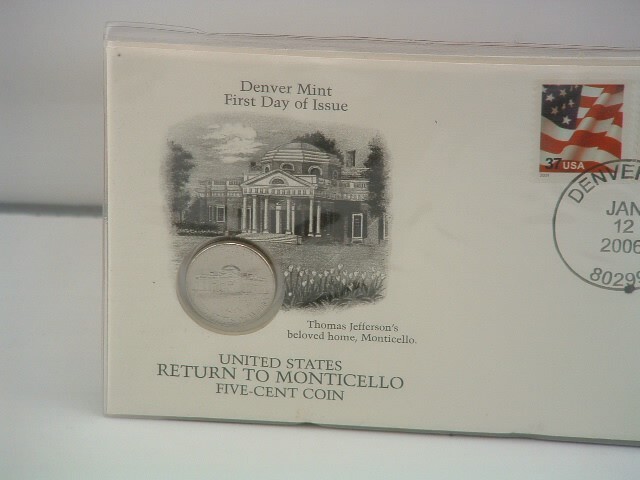 Denver Mint
First Day of Issue
37 USA
DENVER
JAN
12
2006
Thomas Jefferson's
beloved home, Monticello.
UNITED STATES
RETURN TO MONTICELLO
FIVE-CENT COIN